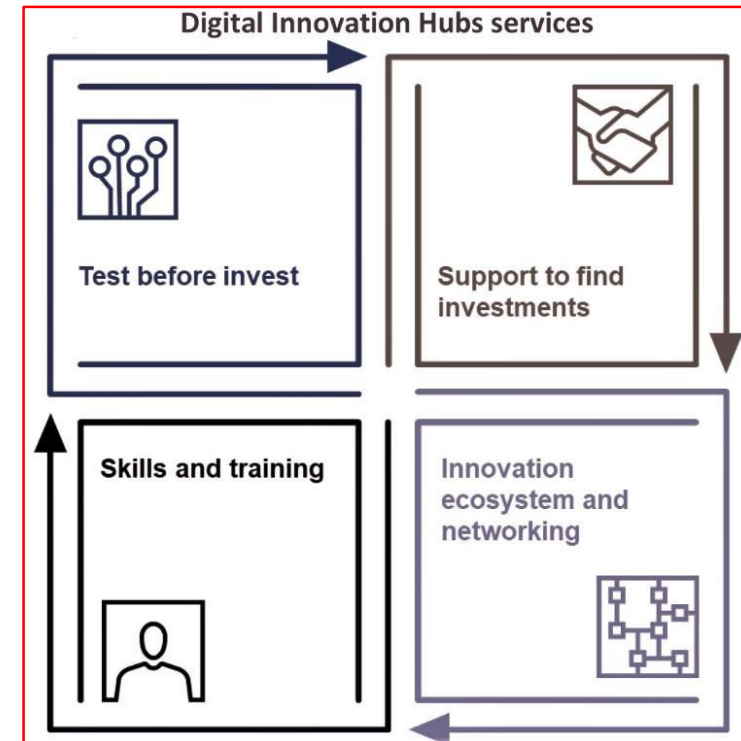 Digital Innovation Hubs services
Test before invest
Support to find
investments
Skills and training
Innovation
ecosystem and
networking